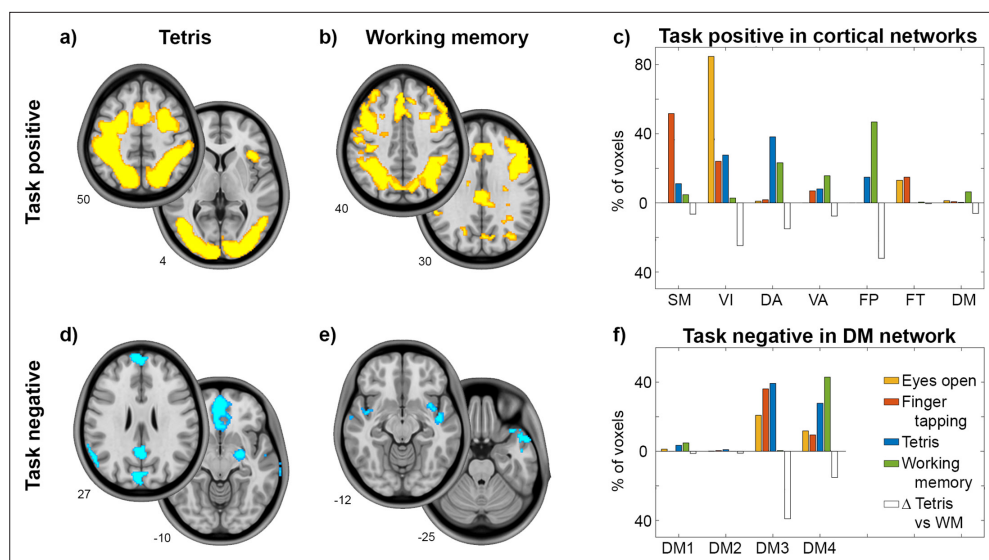 a) Tetris
b) Working memory
c) Task positive in cortical networks
Task positive
50
4
40
30
% of voxels
80
40
0
40
SM VI DA VA FP FT DM
d)
e)
f) Task negative in DM network
Task negative
27
-10
-12
-25
% of voxels
40
0
40
DM1 DM2 DM3 DM4
Eyes open
Finger
tapping
Tetris
Working
memory
Δ Tetris
vs WM